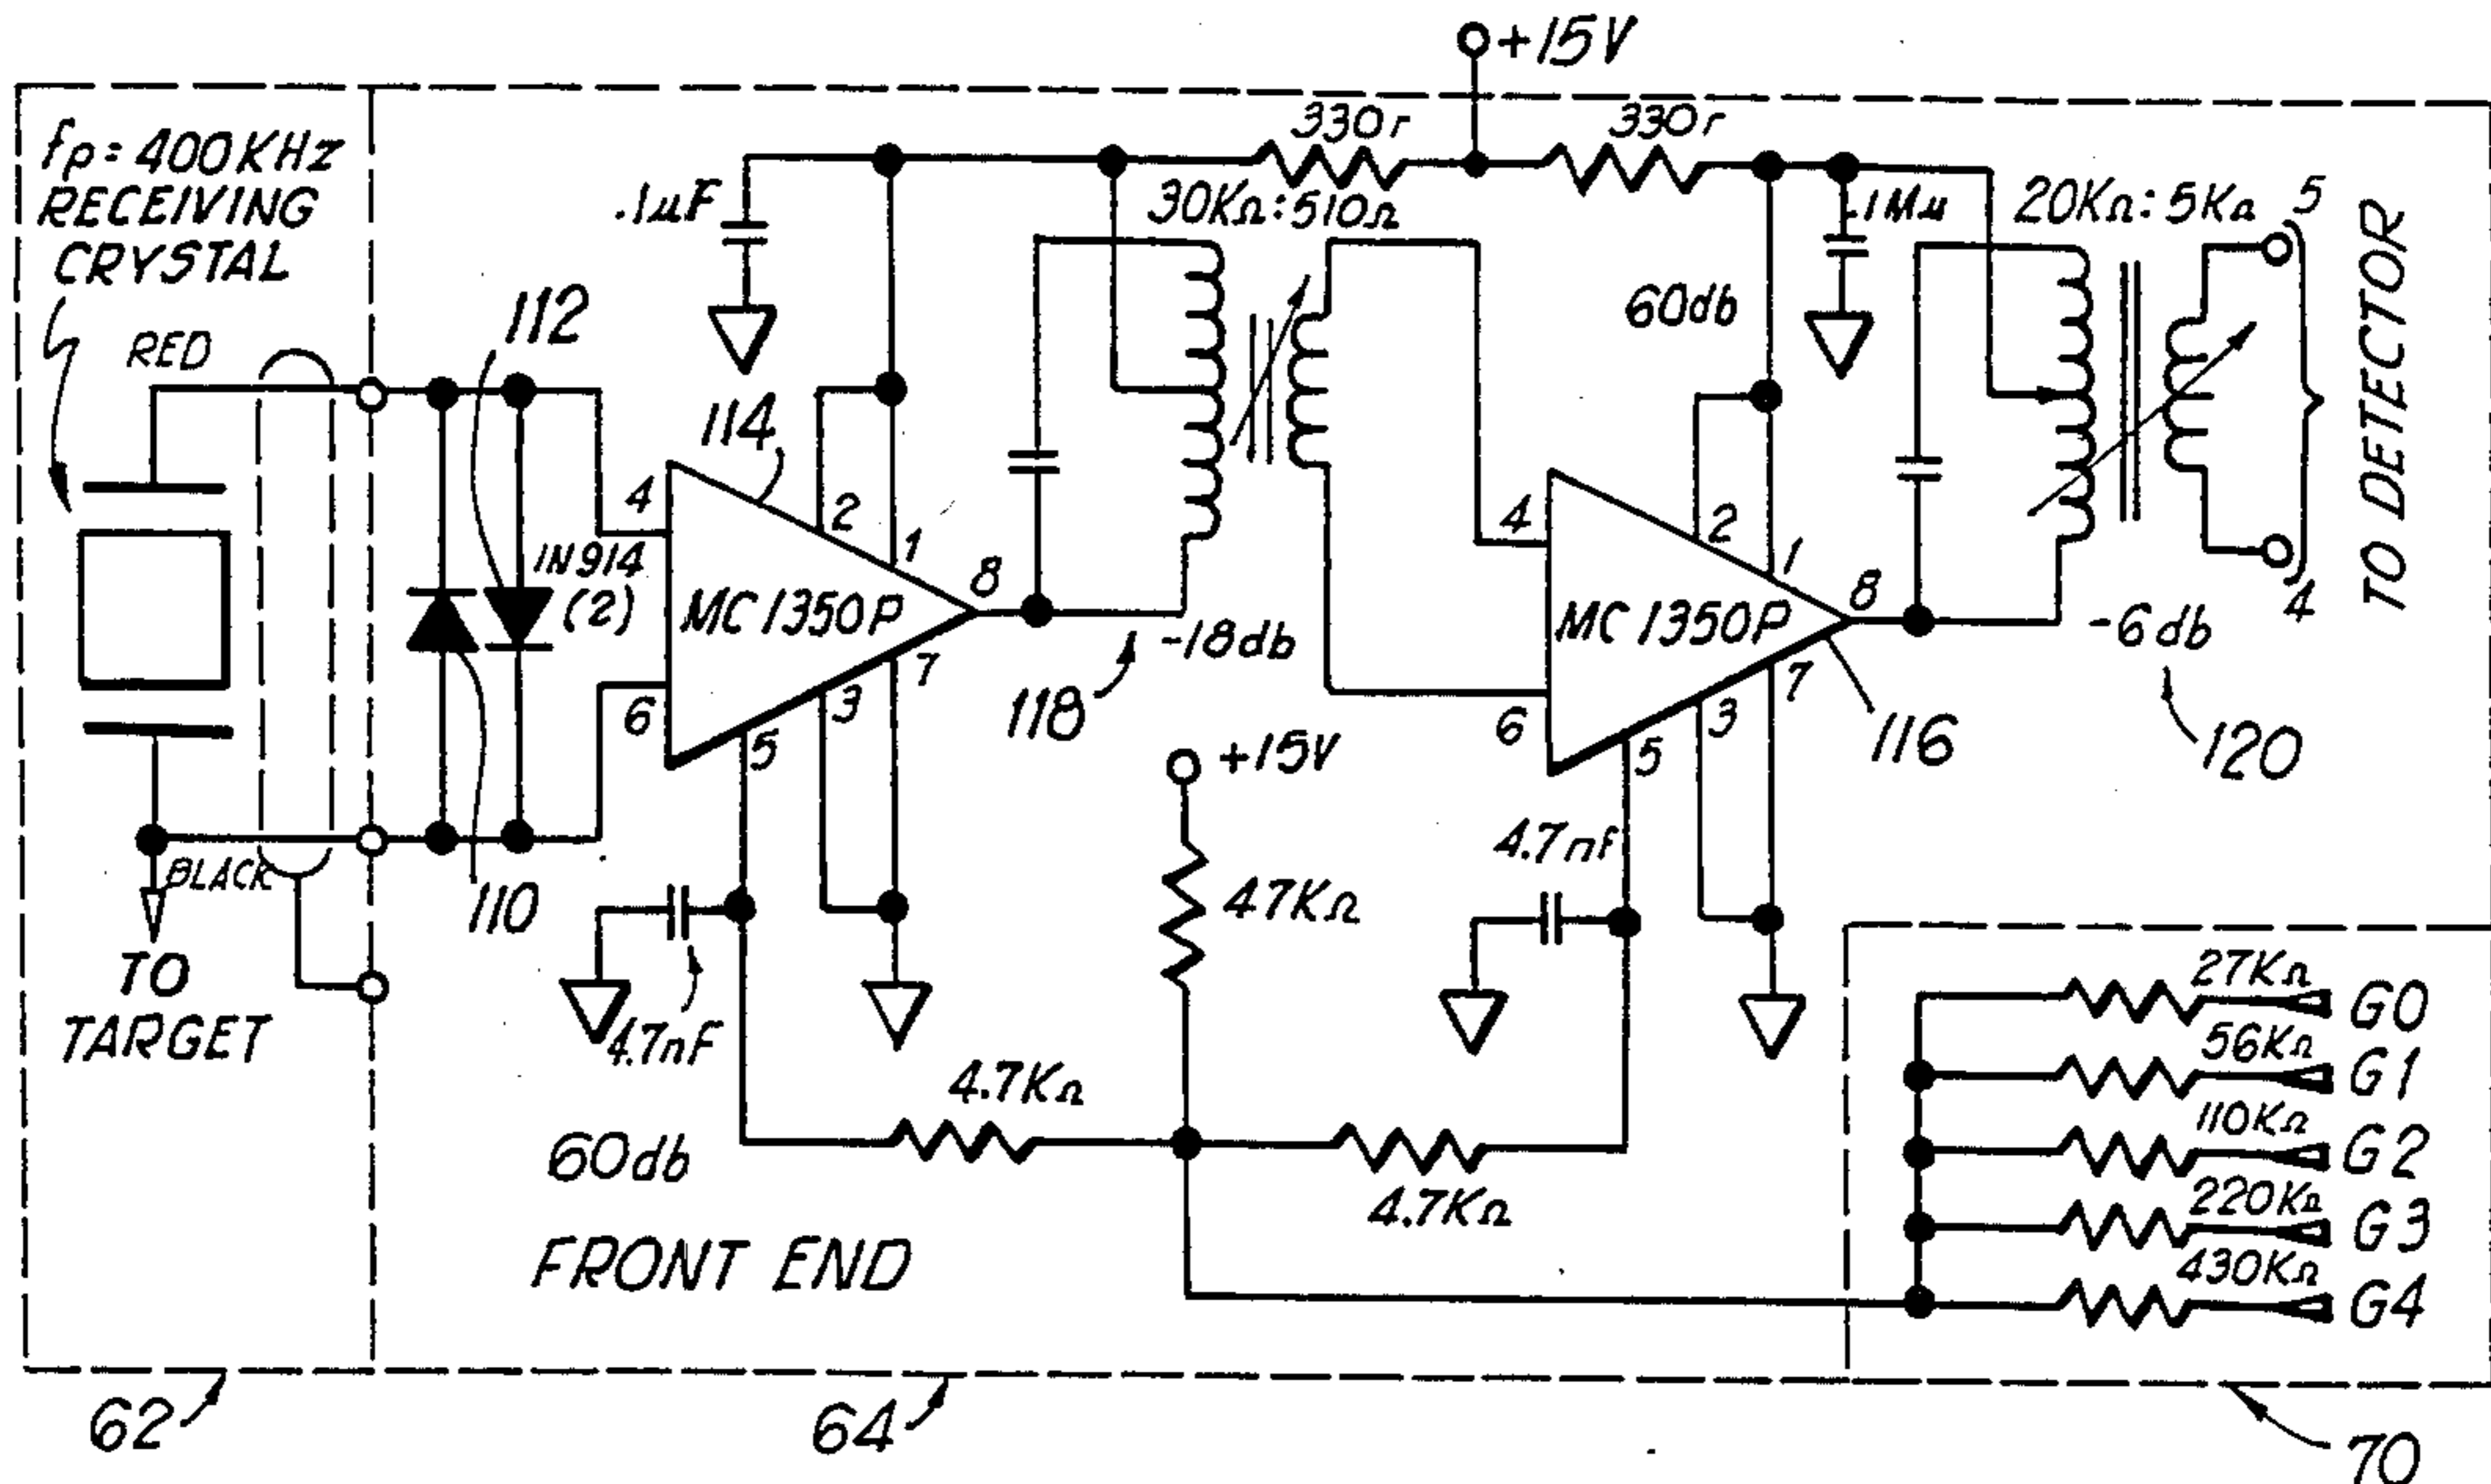 +15V
fp = 400KHz
RECEIVING
CRYSTAL
330r
330r
.1µF
30KΩ:510Ω
.1Mµ
20KΩ:5KΩ
5
RED
112
60db
TO DETECTOR
114
4
2
1
8
1N914
(2)
MC1350P
-18db
118
6
5
3
7
4
2
1
8
MC1350P
-6db
4
120
6
5
3
7
116
+15V
BLACK
110
47KΩ
4.7nf
TO
TARGET
4.7nF
4.7KΩ
60db
4.7KΩ
27KΩ
G0
56KΩ
G1
110KΩ
G2
220KΩ
G3
430KΩ
G4
FRONT END
62
64
70